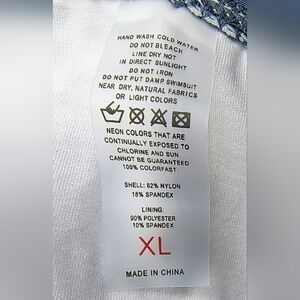 HAND WASH COLD WATER
DO NOT BLEACH
LINE DRY NOT
IN DIRECT SUNLIGHT
DO NOT IRON
DO NOT PUT DAMP SWIMSUIT
NEAR DRY, NATURAL FABRICS
OR LIGHT COLORS
NEON COLORS THAT ARE
CONTINUALLY EXPOSED TO
CHLORINE AND SUN
CANNOT BE GUARANTEED
100% COLORFAST.
SHELL: 82% NYLON
18% SPANDEX
LINING:
90% POLYESTER
10% SPANDEX
XL
MADE IN CHINA